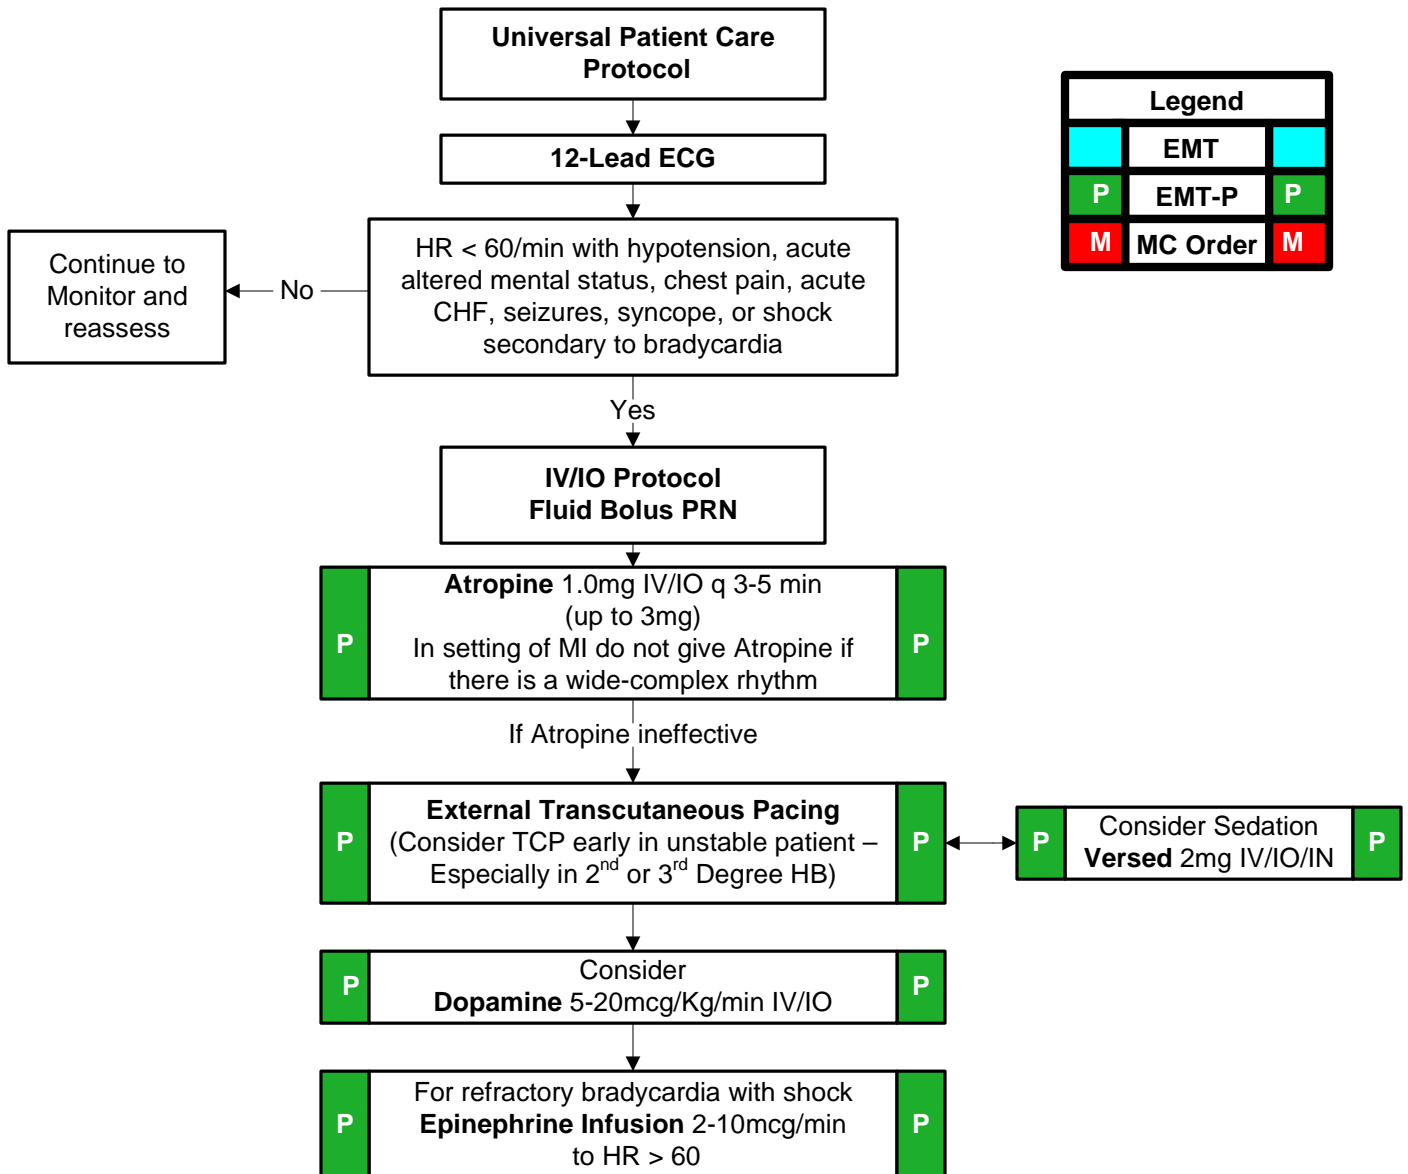 Universal Patient Care
Protocol
Legend
EMT
P EMT-P P
M MC Order M
12-Lead ECG
HR < 60/min with hypotension, acute
altered mental status, chest pain, acute
CHF, seizures, syncope, or shock
secondary to bradycardia
No
Continue to
Monitor and
reassess
Yes
IV/IO Protocol
Fluid Bolus PRN
P
Atropine 1.0mg IV/IO q 3-5 min
(up to 3mg)
In setting of MI do not give Atropine if
there is a wide-complex rhythm
P
If Atropine ineffective
P
External Transcutaneous Pacing
(Consider TCP early in unstable patient –
Especially in 2nd or 3rd Degree HB)
P
P
Consider Sedation
Versed 2mg IV/IO/IN
P
P
Consider
Dopamine 5-20mcg/Kg/min IV/IO
P
P
For refractory bradycardia with shock
Epinephrine Infusion 2-10mcg/min
to HR > 60
P